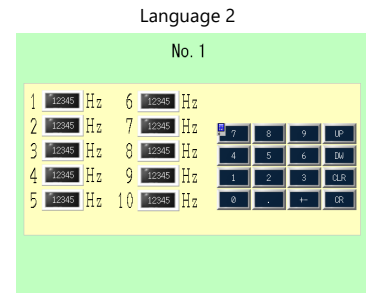 Language 2
No. 1
1 12345 Hz 6 12345 Hz
2 12345 Hz 7 12345 Hz
3 12345 Hz 8 12345 Hz
4 12345 Hz 9 12345 Hz
5 12345 Hz 10 12345 Hz
7 8 9 UP
4 5 6 DW
1 2 3 CLR
0 . +- CR